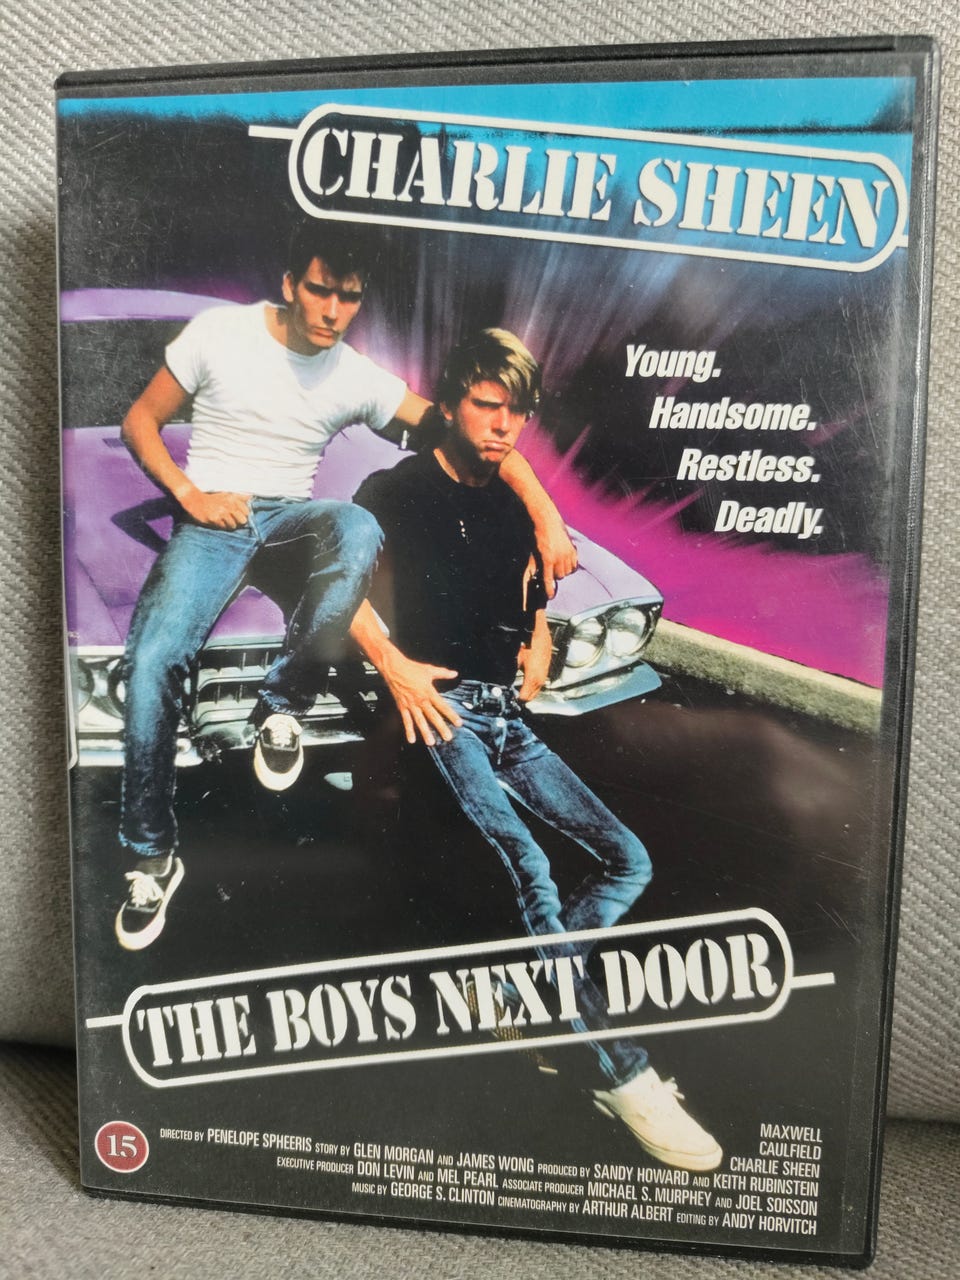 CHARLIE SHEEN
Young.
Handsome.
Restless.
Deadly.
THE BOYS NEXT DOOR
15
MAXWELL
CAULFIELD
CHARLIE SHEEN
DIRECTED BY PENELOPE SPHEERIS STORY BY GLEN MORGAN AND JAMES WONG PRODUCED BY SANDY HOWARD AND KEITH RUBINSTEIN
EXECUTIVE PRODUCER DON LEVIN AND MEL PEARL ASSOCIATE PRODUCER MICHAEL S. MURPHEY AND JOEL SOISSON
MUSIC BY GEORGE S. CLINTON CINEMATOGRAPHY BY ARTHUR ALBERT EDITING BY ANDY HORVITCH